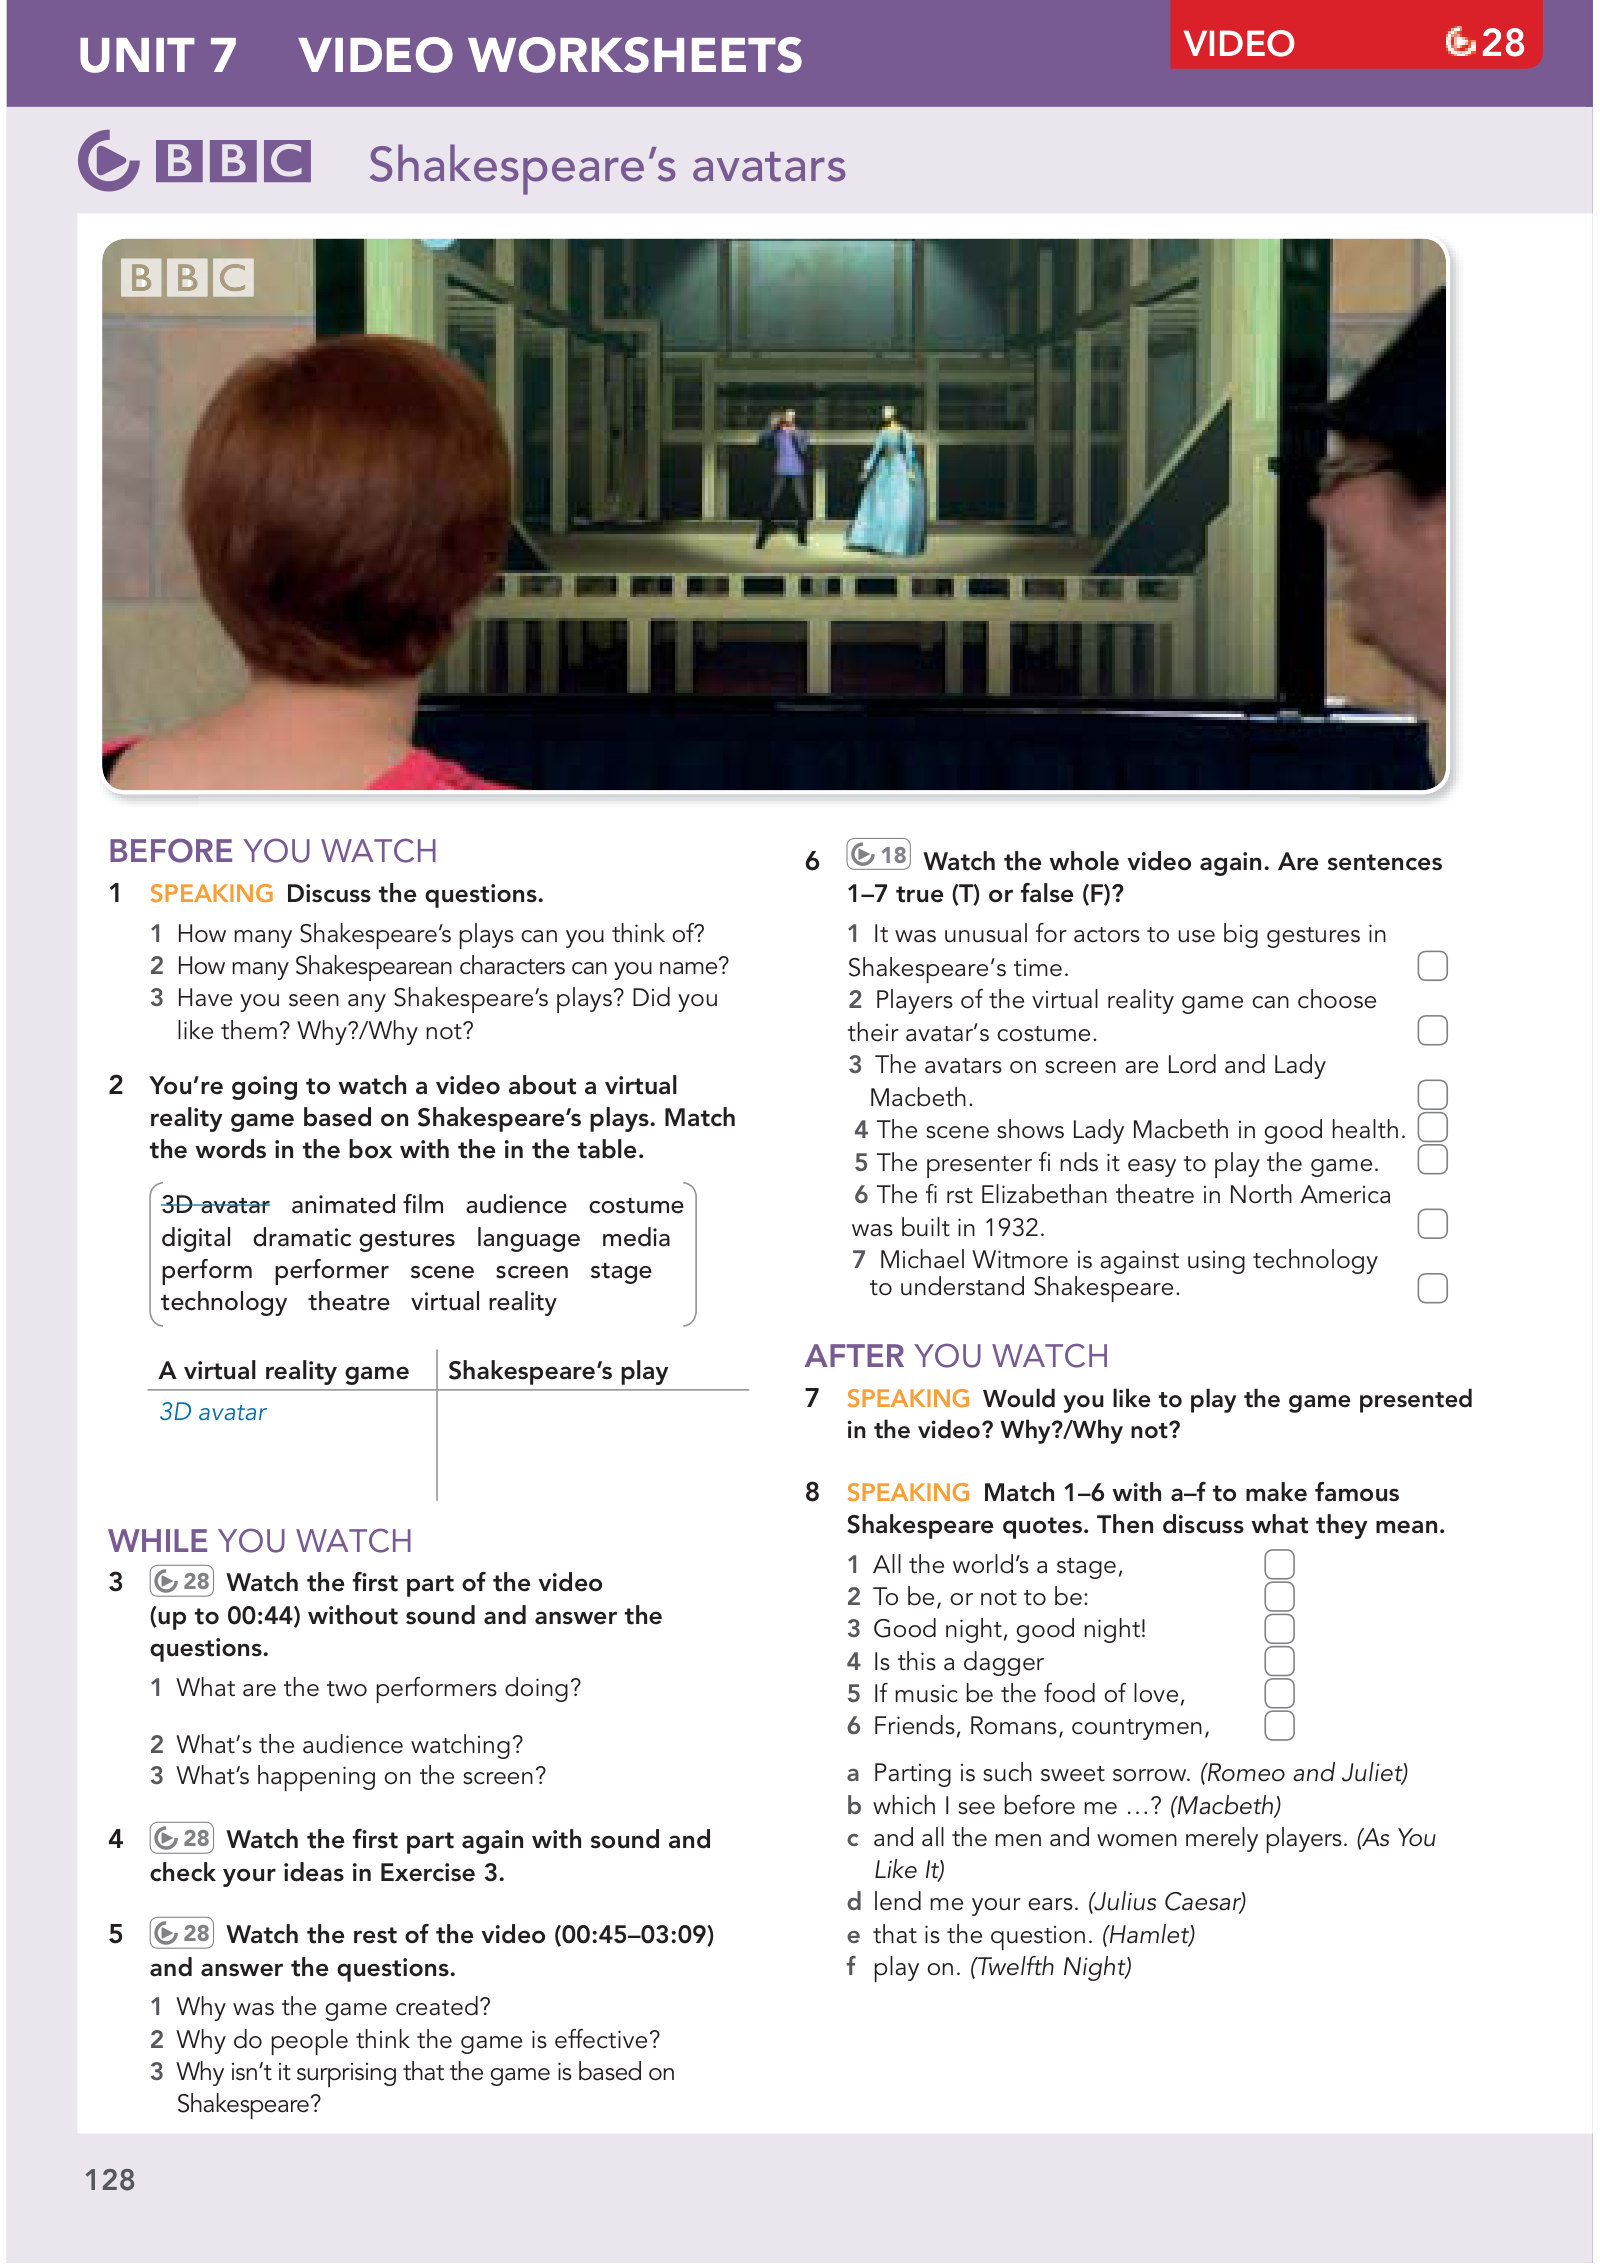 UNIT 7 VIDEO WORKSHEETS
VIDEO 28
BBC Shakespeare's avatars
BBC
BEFORE YOU WATCH
1 SPEAKING Discuss the questions.
1 How many Shakespeare's plays can you think of?
2 How many Shakespearean characters can you name?
3 Have you seen any Shakespeare's plays? Did you
like them? Why?/Why not?
2 You're going to watch a video about a virtual
reality game based on Shakespeare's plays. Match
the words in the box with the in the table.
3D avatar animated film audience costume
digital dramatic gestures language media
perform performer scene screen stage
technology theatre virtual reality
A virtual reality game Shakespeare's play
3D avatar
WHILE YOU WATCH
3 28 Watch the first part of the video
(up to 00:44) without sound and answer the
questions.
1 What are the two performers doing?
2 What's the audience watching?
3 What's happening on the screen?
4 28 Watch the first part again with sound and
check your ideas in Exercise 3.
5 28 Watch the rest of the video (00:45–03:09)
and answer the questions.
1 Why was the game created?
2 Why do people think the game is effective?
3 Why isn't it surprising that the game is based on
Shakespeare?
6 18 Watch the whole video again. Are sentences
1–7 true (T) or false (F)?
1 It was unusual for actors to use big gestures in
Shakespeare's time.
2 Players of the virtual reality game can choose
their avatar's costume.
3 The avatars on screen are Lord and Lady
Macbeth.
4 The scene shows Lady Macbeth in good health.
5 The presenter fi nds it easy to play the game.
6 The fi rst Elizabethan theatre in North America
was built in 1932.
7 Michael Witmore is against using technology
to understand Shakespeare.
AFTER YOU WATCH
7 SPEAKING Would you like to play the game presented
in the video? Why?/Why not?
8 SPEAKING Match 1–6 with a–f to make famous
Shakespeare quotes. Then discuss what they mean.
1 All the world's a stage,
2 To be, or not to be:
3 Good night, good night!
4 Is this a dagger
5 If music be the food of love,
6 Friends, Romans, countrymen,
a Parting is such sweet sorrow. (Romeo and Juliet)
b which I see before me …? (Macbeth)
c and all the men and women merely players. (As You
Like It)
d lend me your ears. (Julius Caesar)
e that is the question. (Hamlet)
f play on. (Twelfth Night)
128